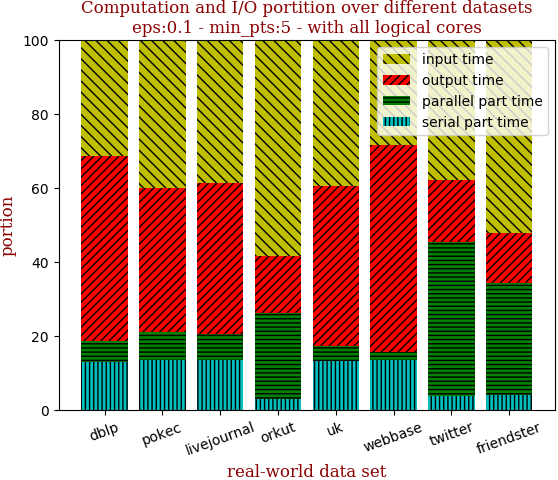 Computation and I/O portition over different datasets
eps:0.1 - min_pts:5 - with all logical cores
input time
output time
parallel part time
serial part time
portion
100
80
60
40
20
0
dblp
pokec
livejournal
orkut
uk
webbase
twitter
friendster
real-world data set